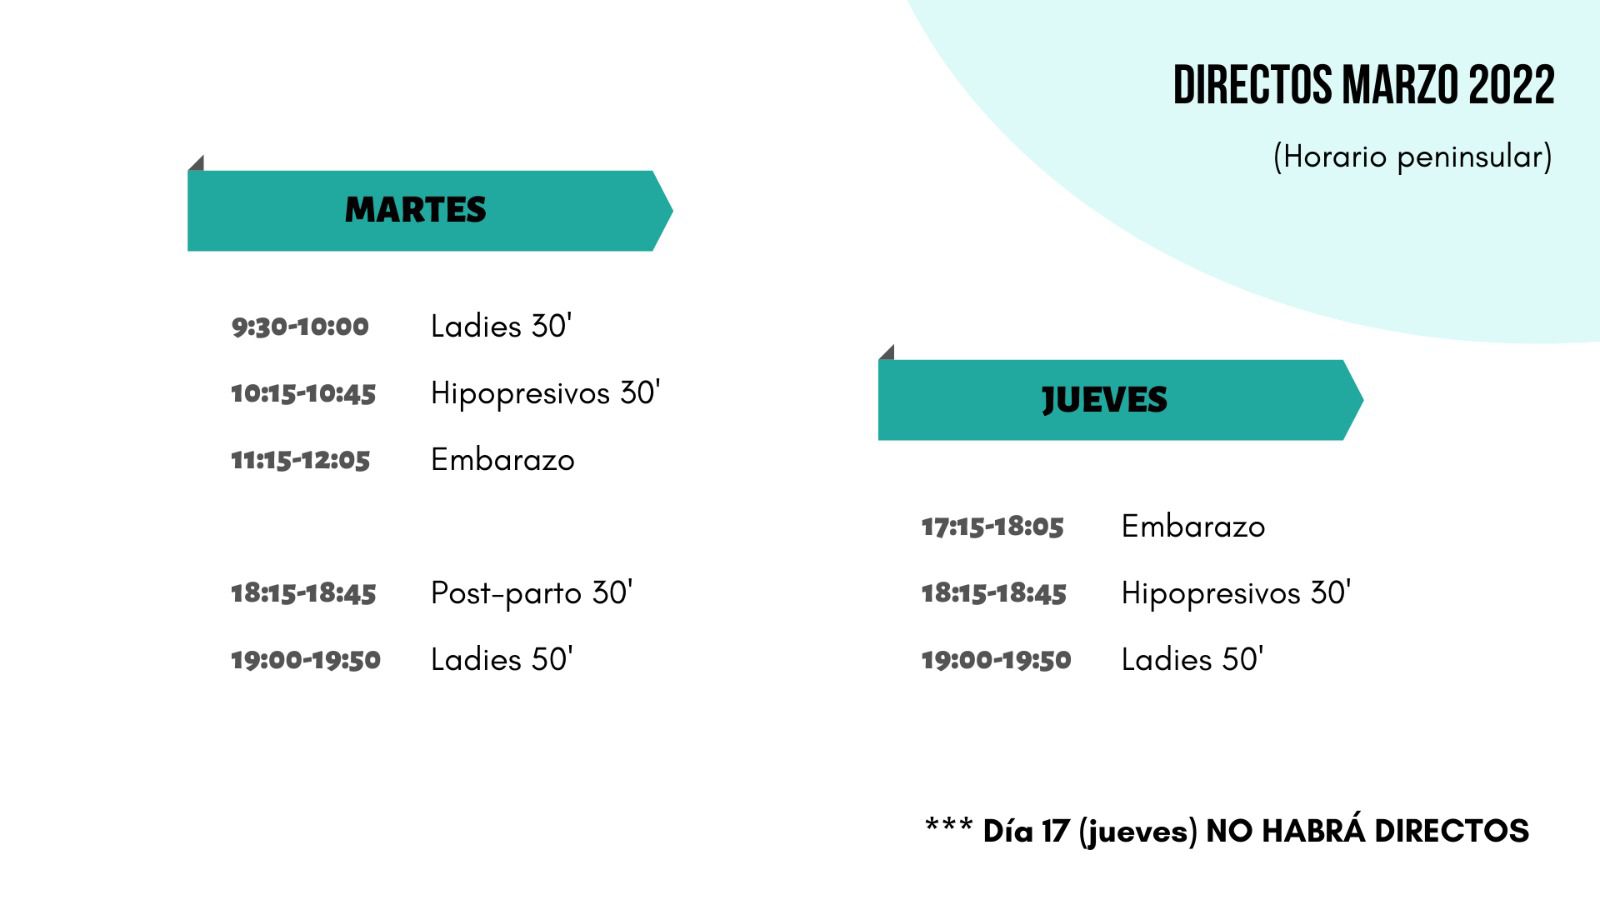 DIRECTOS MARZO 2022
(Horario peninsular)
MARTES
9:30-10:00 Ladies 30'
10:15-10:45 Hipopresivos 30'
11:15-12:05 Embarazo
18:15-18:45 Post-parto 30'
19:00-19:50 Ladies 50'
JUEVES
17:15-18:05 Embarazo
18:15-18:45 Hipopresivos 30'
19:00-19:50 Ladies 50'
*** Día 17 (jueves) NO HABRÁ DIRECTOS